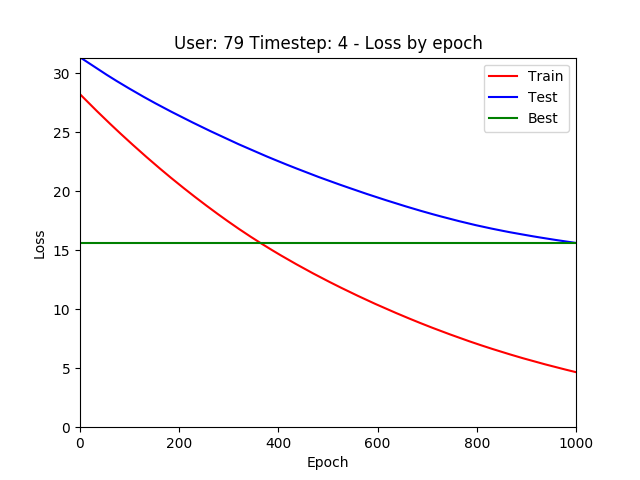 User: 79 Timestep: 4 - Loss by epoch
Train
Test
Best
Loss
30
25
20
15
10
5
0
0 200 400 600 800 1000
Epoch